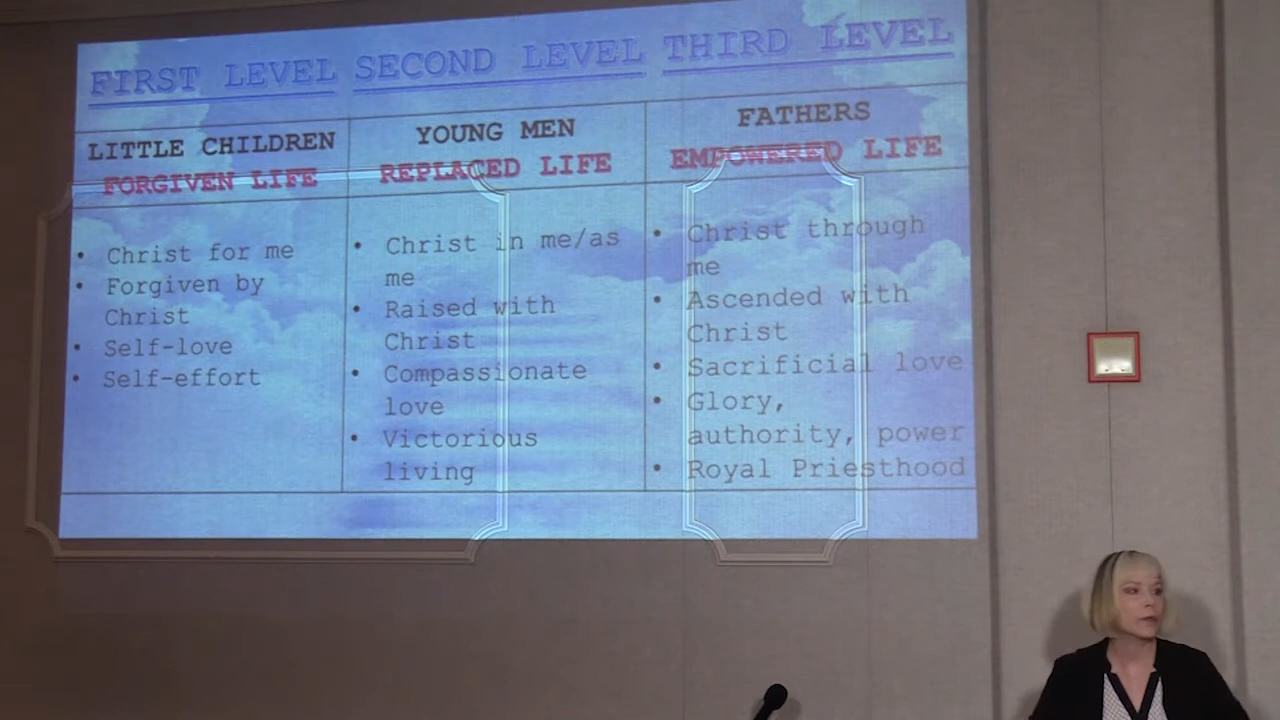 FIRST LEVEL SECOND LEVEL THIRD LEVEL
LITTLE CHILDREN
FORGIVEN LIFE
• Christ for me
• Forgiven by
Christ
• Self-love
• Self-effort
YOUNG MEN
REPLACED LIFE
• Christ in me/as
me
• Raised with
Christ
• Compassionate
love
• Victorious
living
FATHERS
EMPOWERED LIFE
• Christ through
me
• Ascended with
Christ
• Sacrificial love
• Glory,
authority, power
• Royal Priesthood